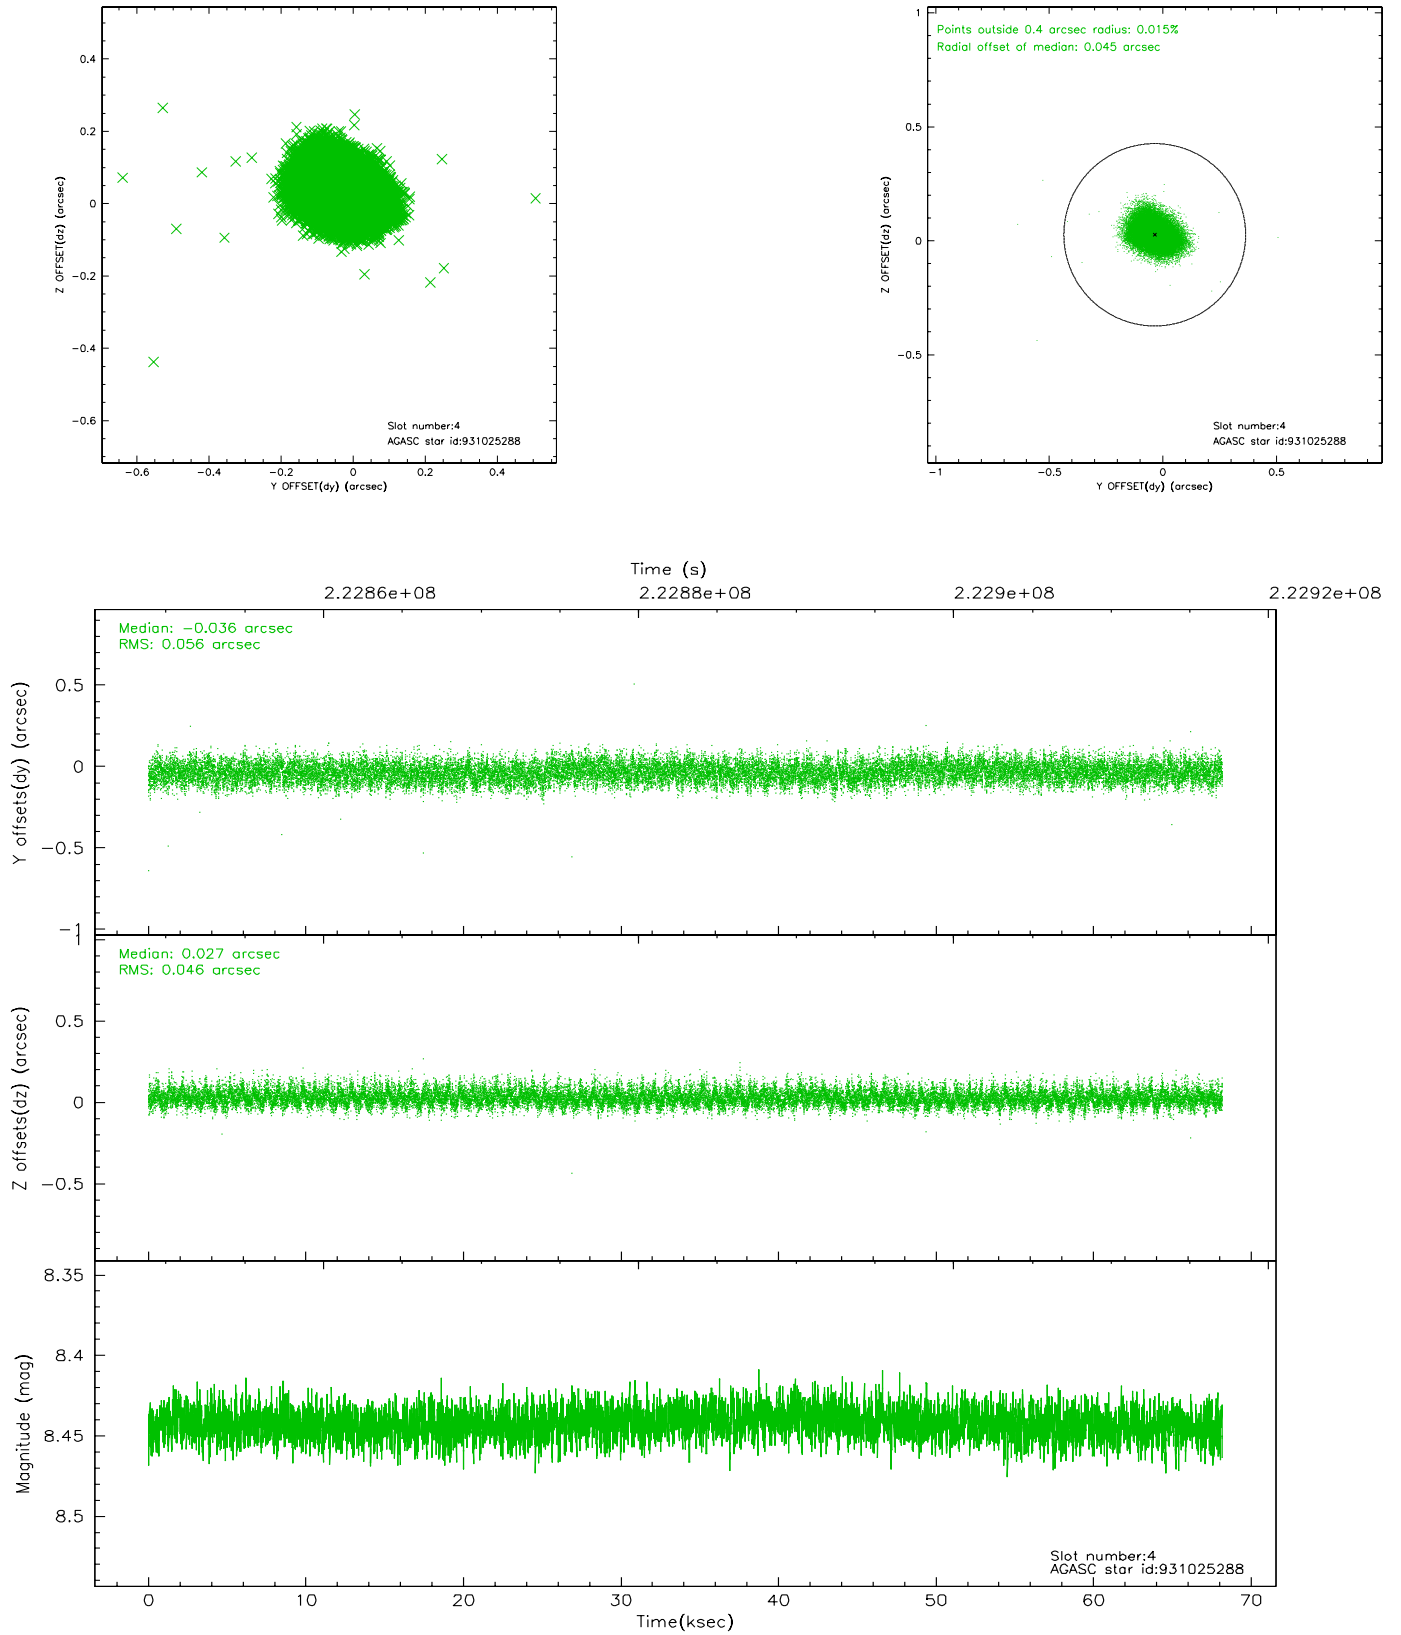 0.4
0.2
0
−0.2
−0.4
−0.6
Z OFFSET(dz) (arcsec)
Slot number:4
AGASC star id:931025288
−0.6 −0.4 −0.2 0 0.2 0.4
Y OFFSET(dy) (arcsec)
Points outside 0.4 arcsec radius: 0.015%
Radial offset of median: 0.045 arcsec
1
0.5
0
−0.5
Z OFFSET(dz) (arcsec)
Slot number:4
AGASC star id:931025288
−1 −0.5 0 0.5
Y OFFSET(dy) (arcsec)
Time (s)
2.2286e+08 2.2288e+08 2.229e+08 2.2292e+08
Median: −0.036 arcsec
RMS: 0.056 arcsec
0.5
0
−0.5
−1
Y offsets(dy) (arcsec)
Median: 0.027 arcsec
RMS: 0.046 arcsec
1
0.5
0
−0.5
Z offsets(dz) (arcsec)
8.35
8.4
8.45
8.5
Magnitude (mag)
Slot number:4
AGASC star id:931025288
0 10 20 30 40 50 60 70
Time(ksec)